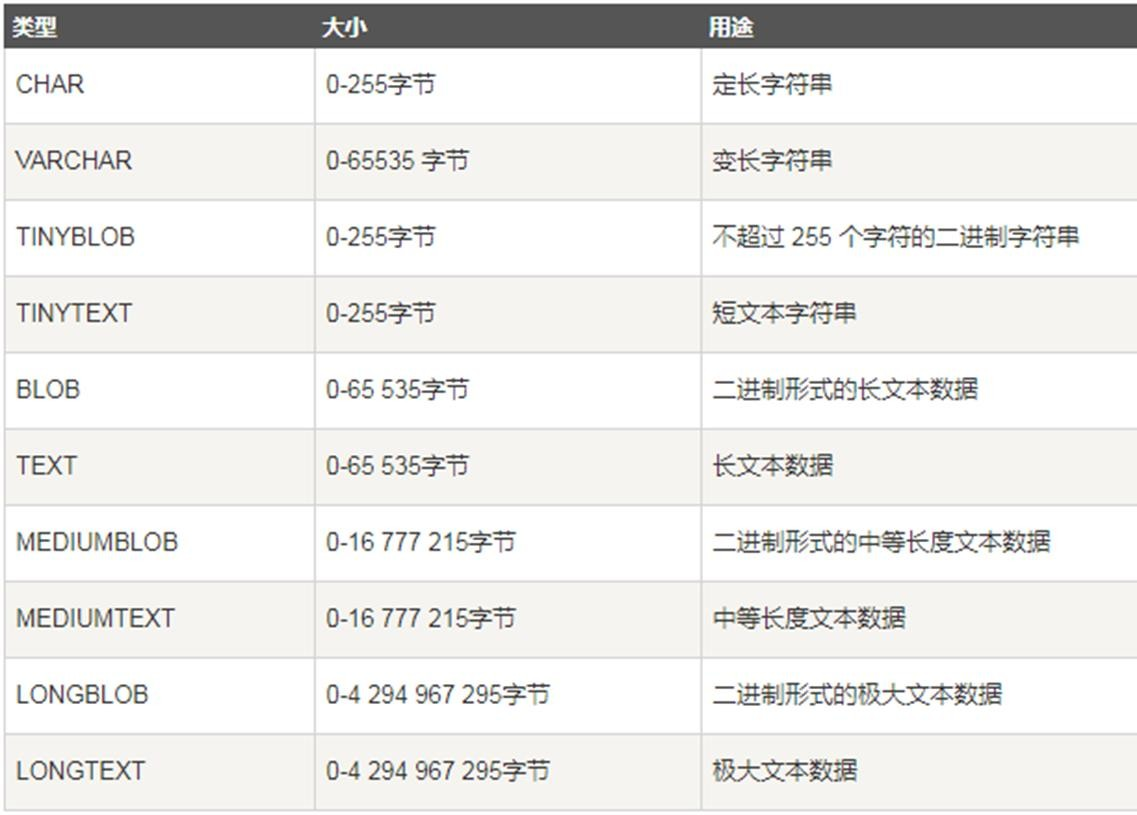 类型 大小 用途
CHAR 0-255字节 定长字符串
VARCHAR 0-65535 字节 变长字符串
TINYBLOB 0-255字节 不超过 255 个字符的二进制字符串
TINYTEXT 0-255字节 短文本字符串
BLOB 0-65 535字节 二进制形式的长文本数据
TEXT 0-65 535字节 长文本数据
MEDIUMBLOB 0-16 777 215字节 二进制形式的中等长度文本数据
MEDIUMTEXT 0-16 777 215字节 中等长度文本数据
LONGBLOB 0-4 294 967 295字节 二进制形式的极大文本数据
LONGTEXT 0-4 294 967 295字节 极大文本数据